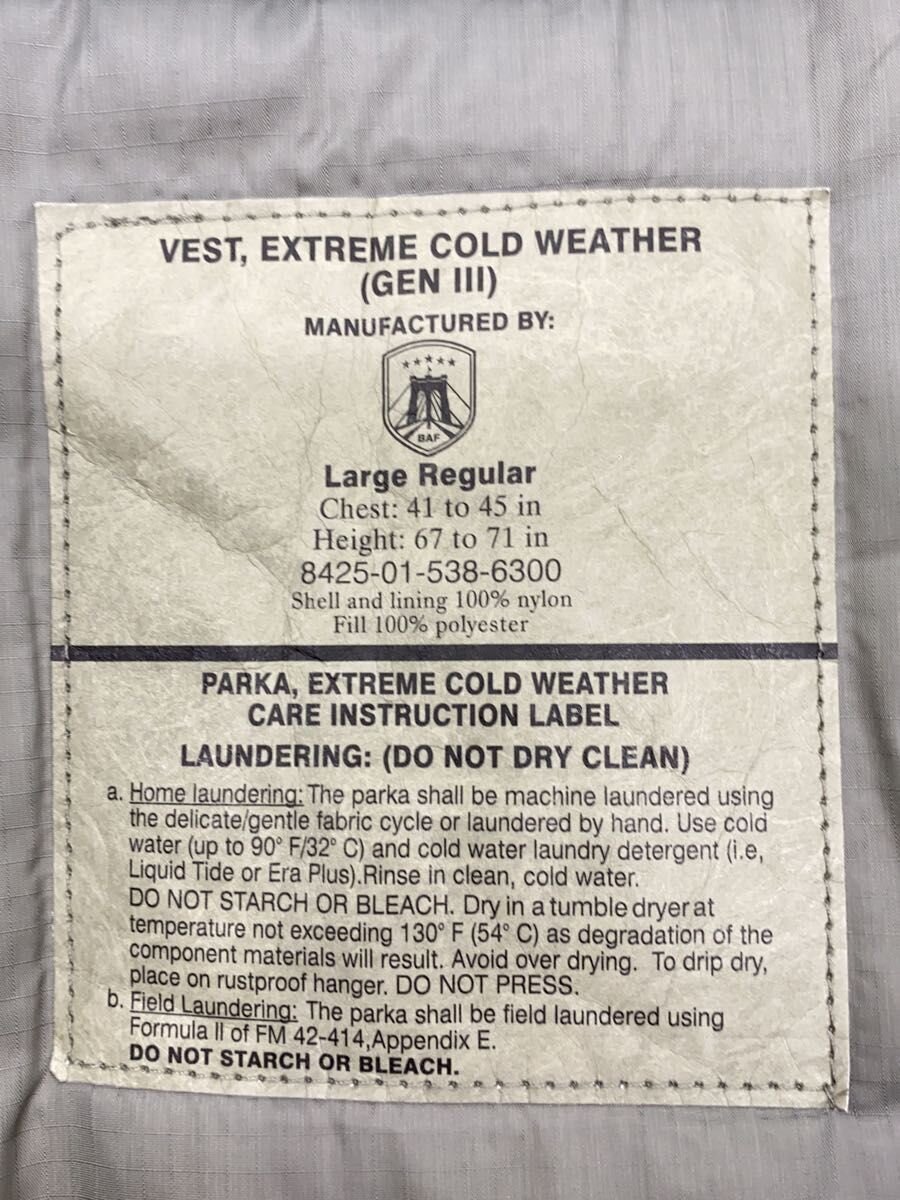 VEST, EXTREME COLD WEATHER
(GEN III)
MANUFACTURED BY:
BAF
Large Regular
Chest: 41 to 45 in
Height: 67 to 71 in
8425-01-538-6300
Shell and lining 100% nylon
Fill 100% polyester
PARKA, EXTREME COLD WEATHER
CARE INSTRUCTION LABEL
LAUNDERING: (DO NOT DRY CLEAN)
a. Home laundering: The parka shall be machine laundered using
the delicate/gentle fabric cycle or laundered by hand. Use cold
water (up to 90° F/32° C) and cold water laundry detergent (i.e,
Liquid Tide or Era Plus).Rinse in clean, cold water.
DO NOT STARCH OR BLEACH. Dry in a tumble dryer at
temperature not exceeding 130° F (54° C) as degradation of the
component materials will result. Avoid over drying. To drip dry,
place on rustproof hanger. DO NOT PRESS.
b. Field Laundering: The parka shall be field laundered using
Formula II of FM 42-414,Appendix E.
DO NOT STARCH OR BLEACH.